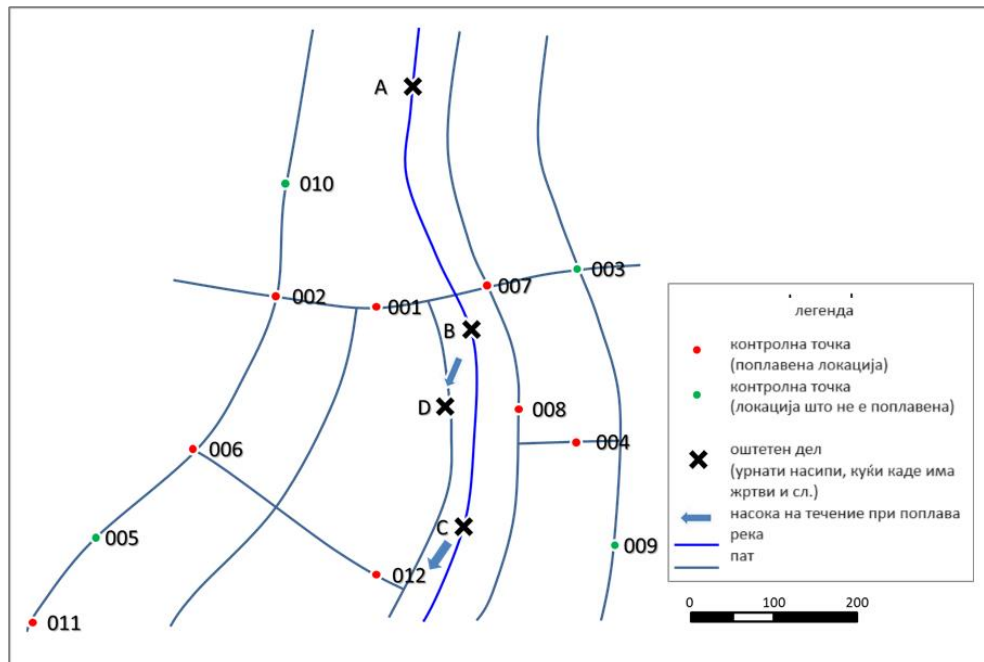 A
010
003
002
007
001
B
D
008
004
006
C
005
009
012
011
легенда
контролна точка
(поплавена локација)
контролна точка
(локација што не е поплавена)
оштетен дел
(урнати насипи, куќи каде има
жртви и сл.)
насока на течение при поплава
река
пат
0 100 200